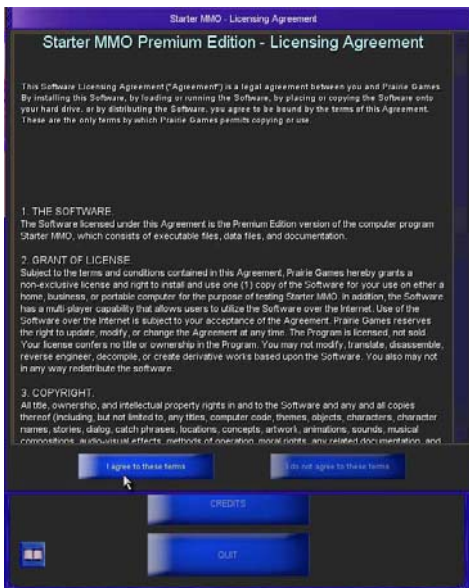 Starter MMO - Licensing Agreement
Starter MMO Premium Edition - Licensing Agreement
This Software Licensing Agreement ("Agreement") is a legal agreement between you and Prairie Games.
By installing this Software, by loading or running the Software, by placing or copying the Software onto
your hard drive, or by distributing the Software, you agree to be bound by the terms of this Agreement.
These are the only terms by which Prairie Games permits copying or use.
1. THE SOFTWARE.
The Software licensed under this Agreement is the Premium Edition version of the computer program
Starter MMO, which consists of executable files, data files, and documentation.
2. GRANT OF LICENSE.
Subject to the terms and conditions contained in this Agreement, Prairie Games hereby grants a
non-exclusive license and right to install and use one (1) copy of the Software for your use on either a
home, business, or portable computer for the purpose of testing Starter MMO. In addition, the Software
has a multi-player capability that allows users to utilize the Software over the Internet. Use of the
Software over the Internet is subject to your acceptance of the Agreement. Prairie Games reserves
the right to update, modify, or change the Agreement at any time. The Program is licensed, not sold.
Your license confers no title or ownership in the Program. You may not modify, translate, disassemble,
reverse engineer, decompile, or create derivative works based upon the Software. You also may not
in any way redistribute the software.
3. COPYRIGHT.
All title, ownership, and intellectual property rights in and to the Software and any and all copies
thereof (including, but not limited to, any titles, computer code, themes, objects, characters, character
names, stories, dialog, catch phrases, locations, concepts, artwork, animations, sounds, musical
compositions, audio-visual effects, methods of operation, moral rights, any related documentation, and
I agree to these terms
I do not agree to these terms
CREDITS
QUIT